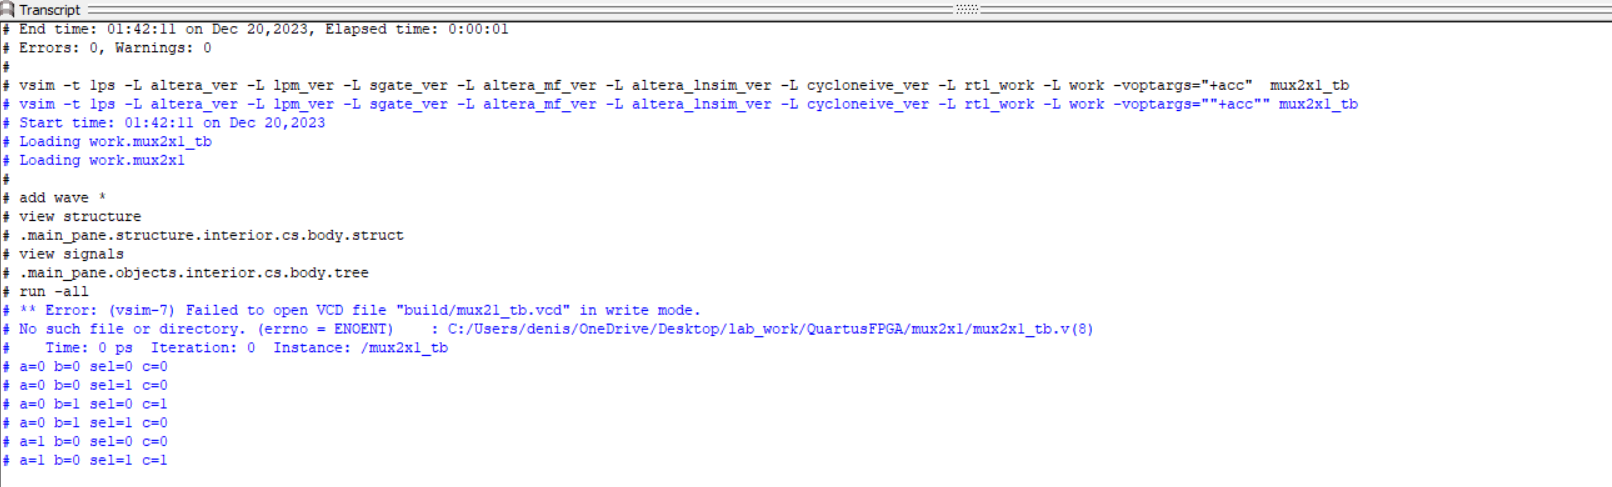 Transcript
# End time: 01:42:11 on Dec 20,2023, Elapsed time: 0:00:01
# Errors: 0, Warnings: 0
#
# vsim -t 1ps -L altera_ver -L lpm_ver -L sgate_ver -L altera_mf_ver -L altera_lnsim_ver -L cycloneive_ver -L rtl_work -L work -voptargs="+acc"  mux2x1_tb
# vsim -t 1ps -L altera_ver -L lpm_ver -L sgate_ver -L altera_mf_ver -L altera_lnsim_ver -L cycloneive_ver -L rtl_work -L work -voptargs=""+acc"" mux2x1_tb
# Start time: 01:42:11 on Dec 20,2023
# Loading work.mux2x1_tb
# Loading work.mux2x1
#
# add wave *
# view structure
# .main_pane.structure.interior.cs.body.struct
# view signals
# .main_pane.objects.interior.cs.body.tree
# run -all
# ** Error: (vsim-7) Failed to open VCD file "build/mux21_tb.vcd" in write mode.
# No such file or directory. (errno = ENOENT)    : C:/Users/denis/OneDrive/Desktop/lab_work/QuartusFPGA/mux2x1/mux2x1_tb.v(8)
#    Time: 0 ps  Iteration: 0  Instance: /mux2x1_tb
# a=0 b=0 sel=0 c=0
# a=0 b=0 sel=1 c=0
# a=0 b=1 sel=0 c=1
# a=0 b=1 sel=1 c=0
# a=1 b=0 sel=0 c=0
# a=1 b=0 sel=1 c=1